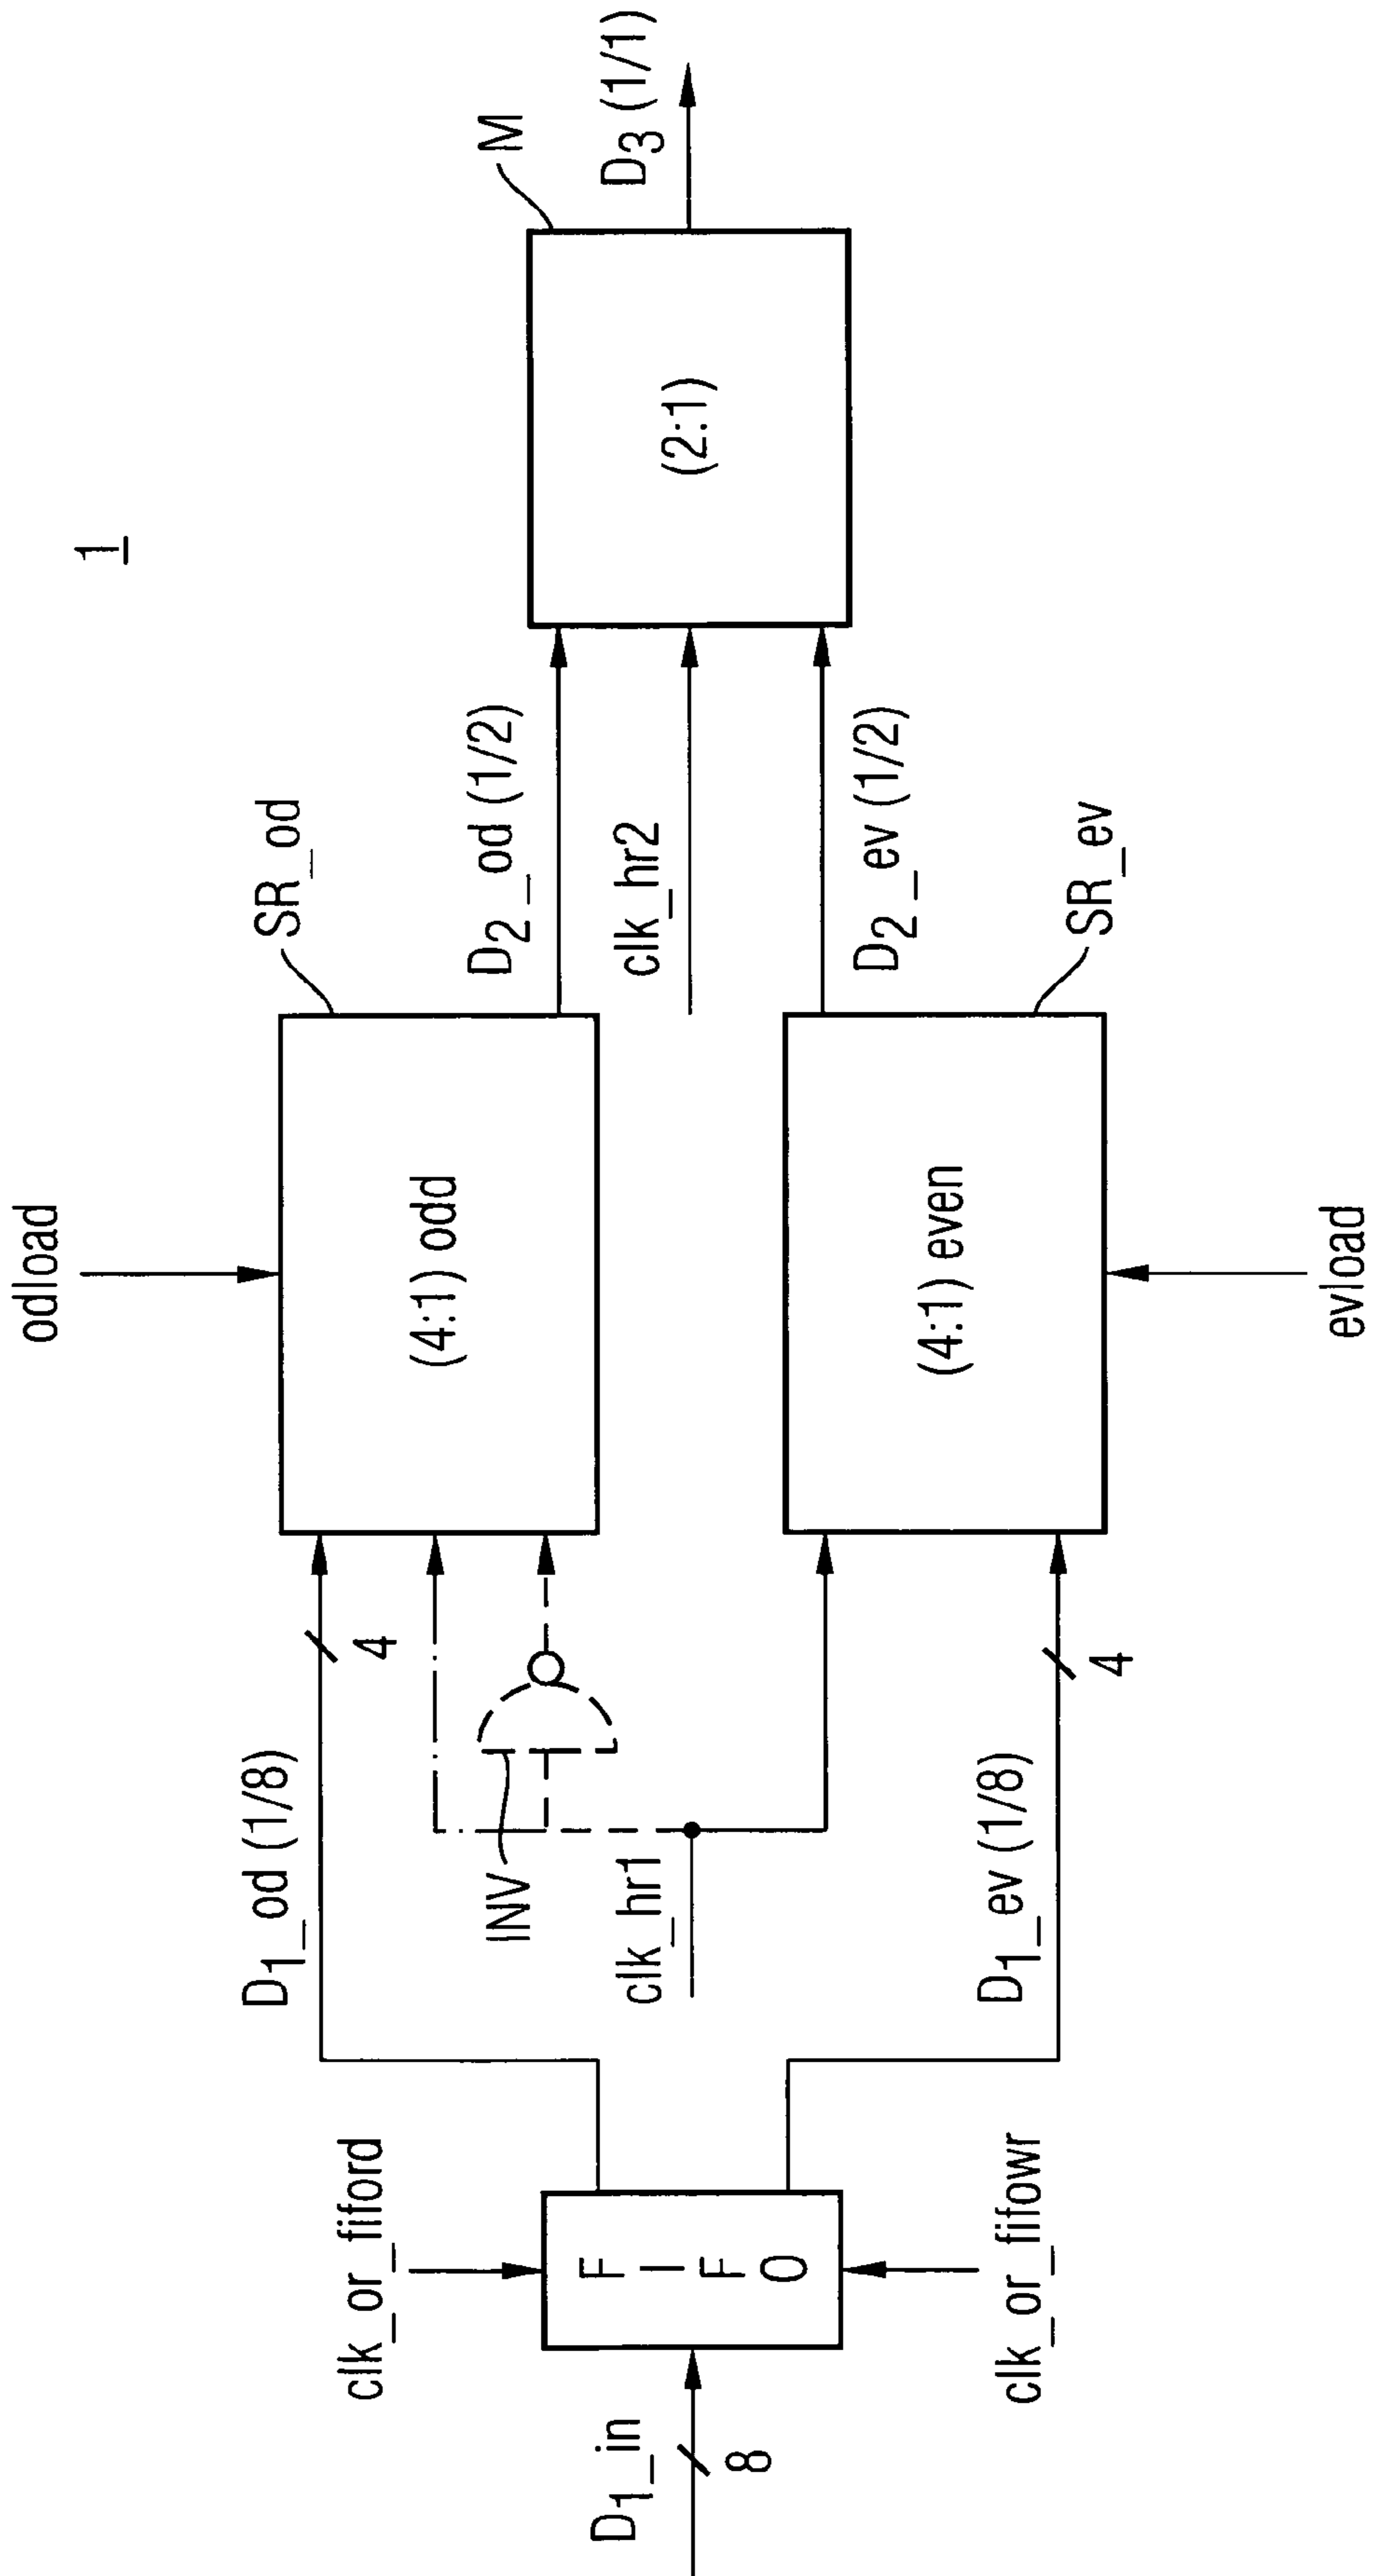 1
odload
SR_od
D1_od (1/8)
4
(4:1) odd
D2_od (1/2)
M
clk_or_fiford
INV
D1_in
8
FIFO
clk_hr1
clk_hr2
(2:1)
D3 (1/1)
clk_or_fifowr
D1_ev (1/8)
4
(4:1) even
D2_ev (1/2)
SR_ev
evload